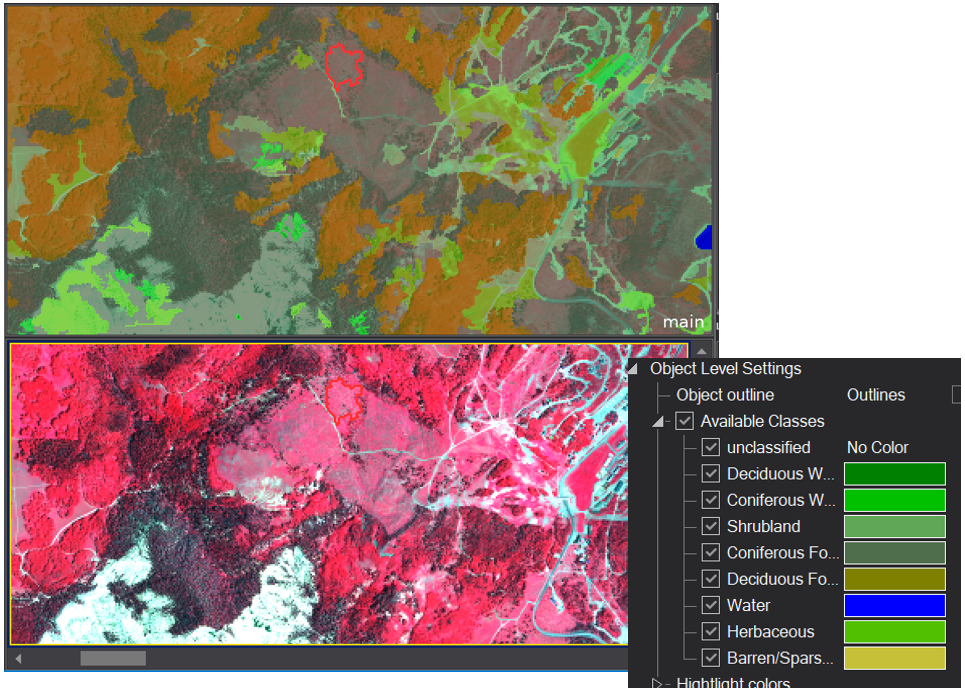 main
Object Level Settings
Object outline Outlines
Available Classes
unclassified No Color
Deciduous W...
Coniferous W...
Shrubland
Coniferous Fo...
Deciduous Fo...
Water
Herbaceous
Barren/Spars...
Hightlight colors